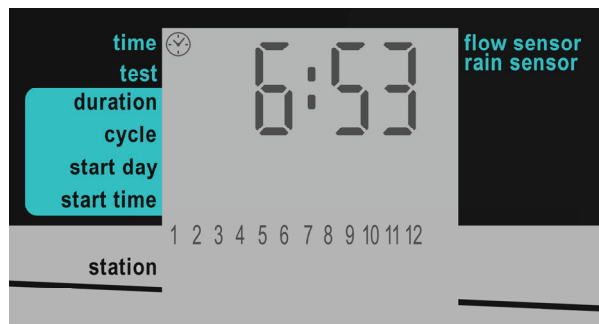 time
test
duration
cycle
start day
start time
station
6:53
1 2 3 4 5 6 7 8 9 10 11 12
flow sensor
rain sensor